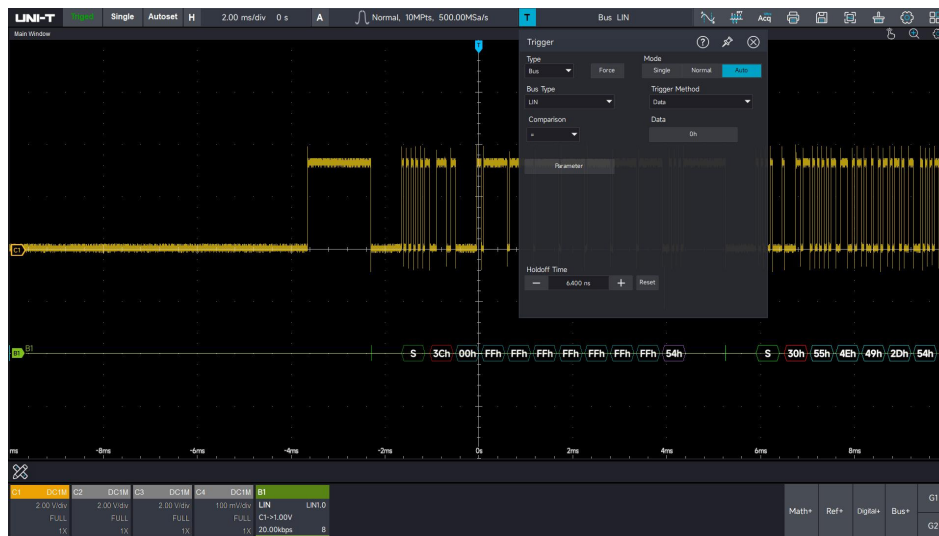 UNI-T Triged Single Autoset H 2.00 ms/div 0 s A Normal, 10MPts, 500.00MSa/s T Bus LIN Acq
Main Window
T
Trigger
Type Mode
Bus Force Single Normal Auto
Bus Type Trigger Method
LIN Data
Comparison Data
= 0h
Parameter
C1
Holdoff Time
6.400 ns Reset
B1 B1
S 3Ch 00h FFh FFh FFh FFh FFh FFh FFh 54h S 30h 55h 4Eh 49h 2Dh 54h
ms -8ms -6ms -4ms -2ms 0s 2ms 4ms 6ms 8ms
C1 DC1M C2 DC1M C3 DC1M C4 DC1M B1
2.00 V/div 2.00 V/div 2.00 V/div 100 mV/div LIN LIN1.0
FULL FULL FULL FULL C1->1.00V
1X 1X 1X 1X 20.00kbps 8
Math+ Ref+ Digital+ Bus+
G1
G2